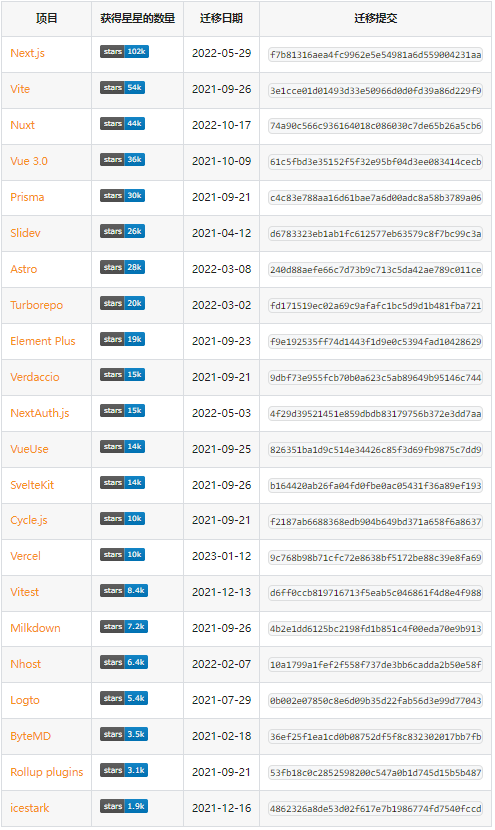 项目 获得星星的数量 迁移日期 迁移提交
Next.js stars 102k 2022-05-29 f7b81316aea4fc9962e5e54981a6d559004231aa
Vite stars 54k 2021-09-26 3e1cce01d01493d33e50966d0d0fd39a86d229f9
Nuxt stars 44k 2022-10-17 74a90c566c936164018c086030c7de65b26a5cb6
Vue 3.0 stars 36k 2021-10-09 61c5fbd3e35152f5f32e95bf04d3ee083414cecb
Prisma stars 30k 2021-09-21 c4c83e788aa16d61bae7a6d00adc8a58b3789a06
Slidev stars 26k 2021-04-12 d6783323eb1ab1fc612577eb63579c8f7bc99c3a
Astro stars 28k 2022-03-08 240d88aefe66c7d73b9c713c5da42ae789c011ce
Turborepo stars 20k 2022-03-02 fd171519ec02a69c9afafc1bc5d9d1b481fba721
Element Plus stars 19k 2021-09-23 f9e192535ff74d1443f1d9e0c5394fad10428629
Verdaccio stars 15k 2021-09-21 9dbf73e955fcb70b0a623c5ab89649b95146c744
NextAuth.js stars 15k 2022-05-03 4f29d39521451e859dbdb83179756b372e3dd7aa
VueUse stars 14k 2021-09-25 826351ba1d9c514e34426c85f3d69fb9875c7dd9
SvelteKit stars 14k 2021-09-26 b164420ab26fa04fd0fbe0ac05431f36a89ef193
Cycle.js stars 10k 2021-09-21 f2187ab6688368edb904b649bd371a658f6a8637
Vercel stars 10k 2023-01-12 9c768b98b71cfc72e8638bf5172be88c39e8fa69
Vitest stars 8.4k 2021-12-13 d6ff0ccb819716713f5eab5c046861f4d8e4f988
Milkdown stars 7.2k 2021-09-26 4b2e1dd6125bc2198fd1b851c4f00eda70e9b913
Nhost stars 6.4k 2022-02-07 10a1799a1fef2f558f737de3bb6cadda2b50e58f
Logto stars 5.4k 2021-07-29 0b002e07850c8e6d09b35d22fab56d3e99d77043
ByteMD stars 3.5k 2021-02-18 36ef25f1ea1cd0b08752df5f8c832302017bb7fb
Rollup plugins stars 3.1k 2021-09-21 53fb18c0c2852598200c547a0b1d745d15b5b487
icestark stars 1.9k 2021-12-16 4862326a8de53d02f617e7b1986774fd7540fccd